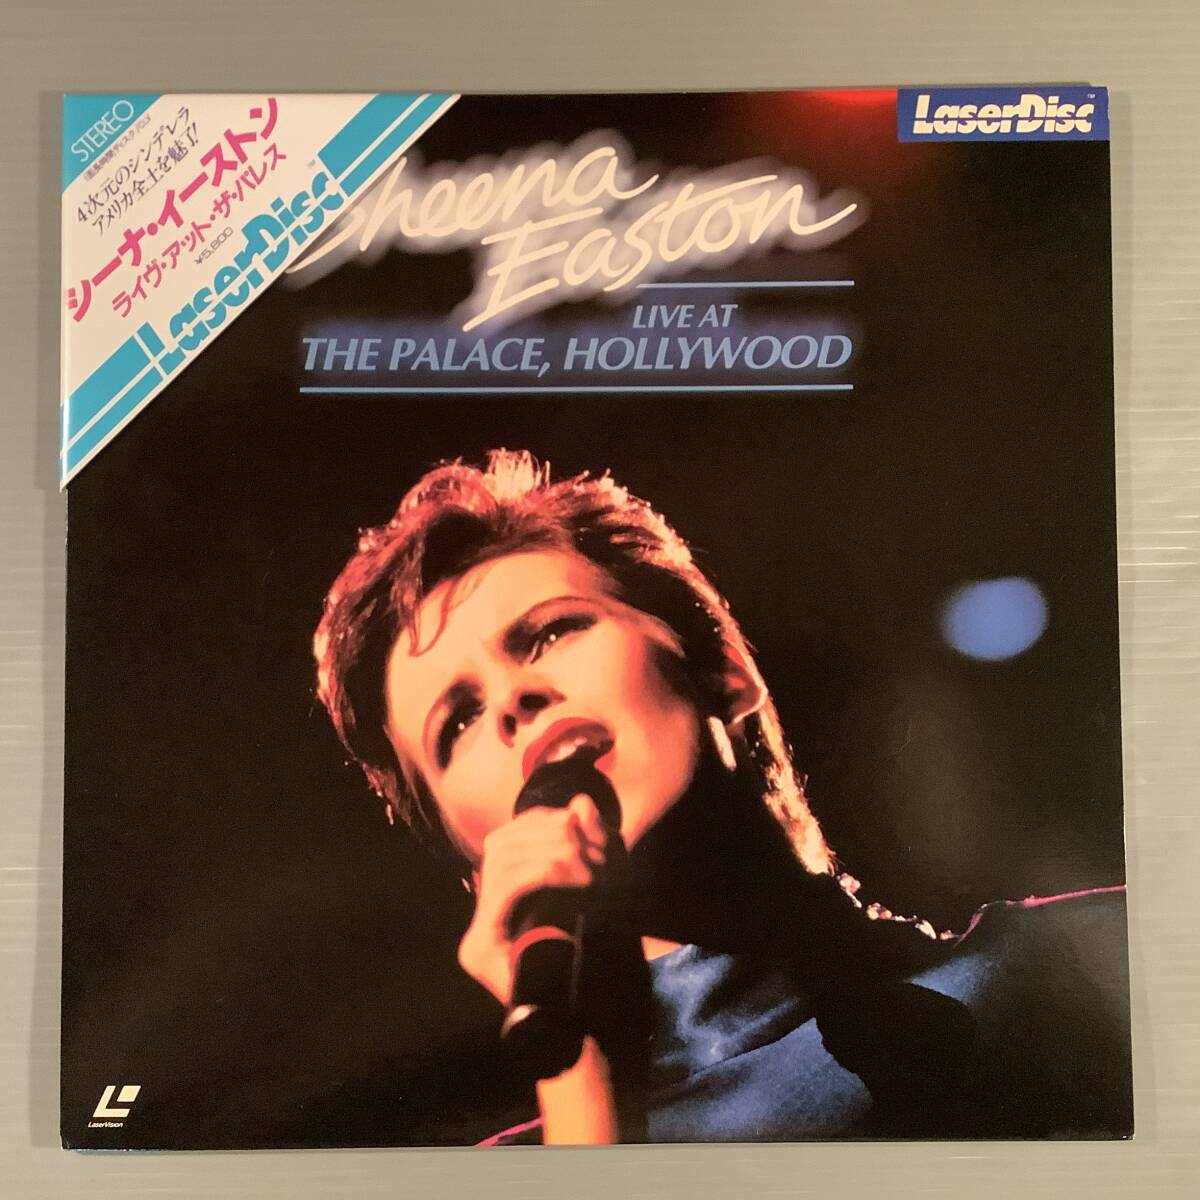 STEREO
4次元のシンデレラ
アメリカ全土を魅了!
シーナ・イーストン
ライヴ・アット・ザ・パレス
¥5,800
LaserDisc
LaserDisc
Sheena
Easton
LIVE AT
THE PALACE, HOLLYWOOD
LaserVision